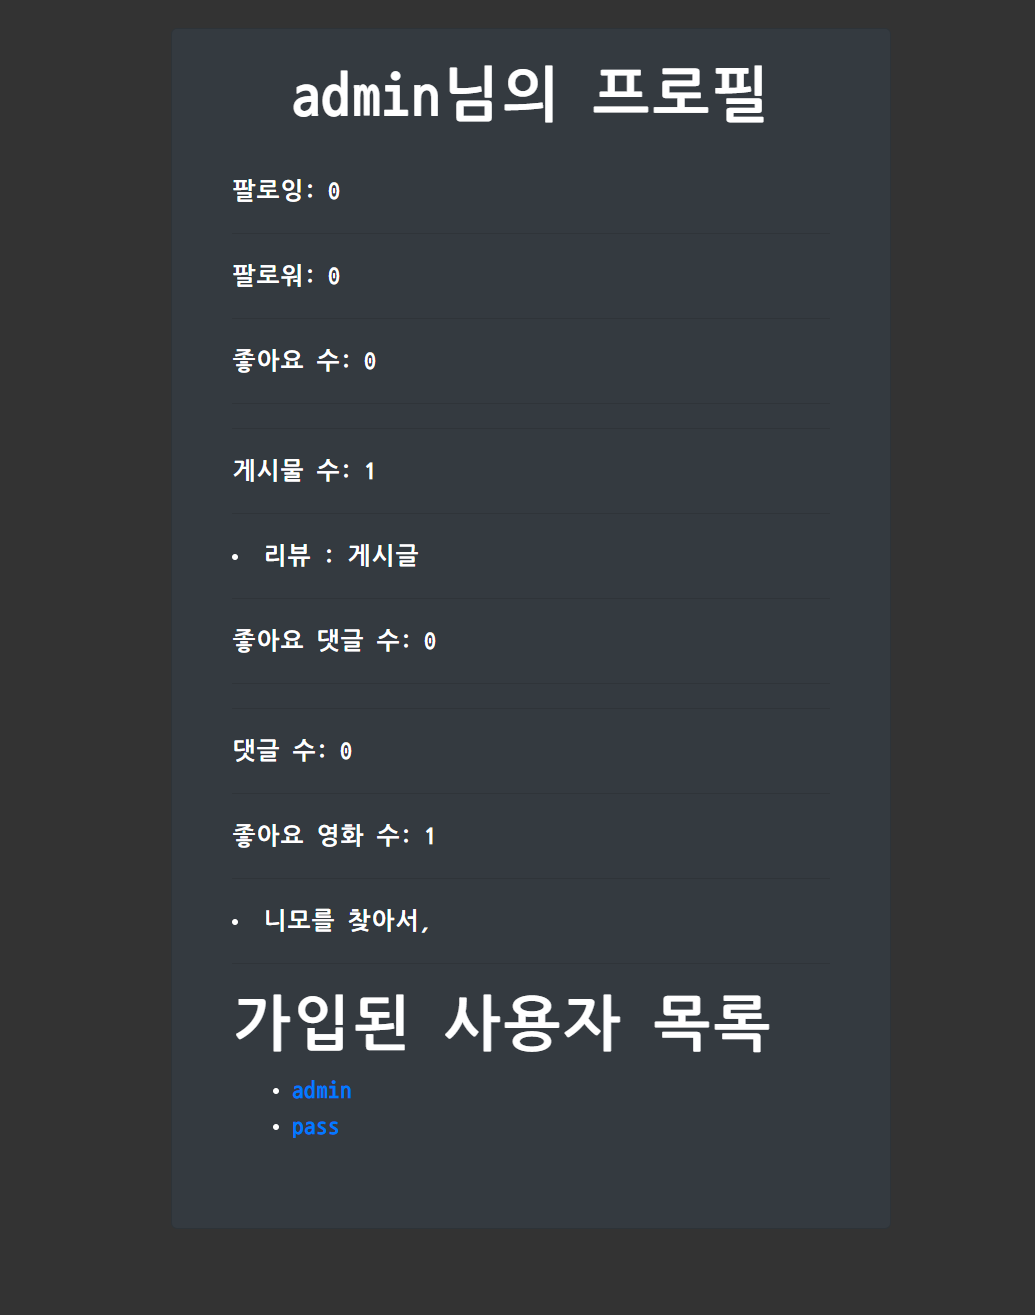 admin님의 프로필
팔로잉: 0
팔로워: 0
좋아요 수: 0
게시물 수: 1
• 리뷰 : 게시글
좋아요 댓글 수: 0
댓글 수: 0
좋아요 영화 수: 1
• 니모를 찾아서,
가입된 사용자 목록
• admin
• pass